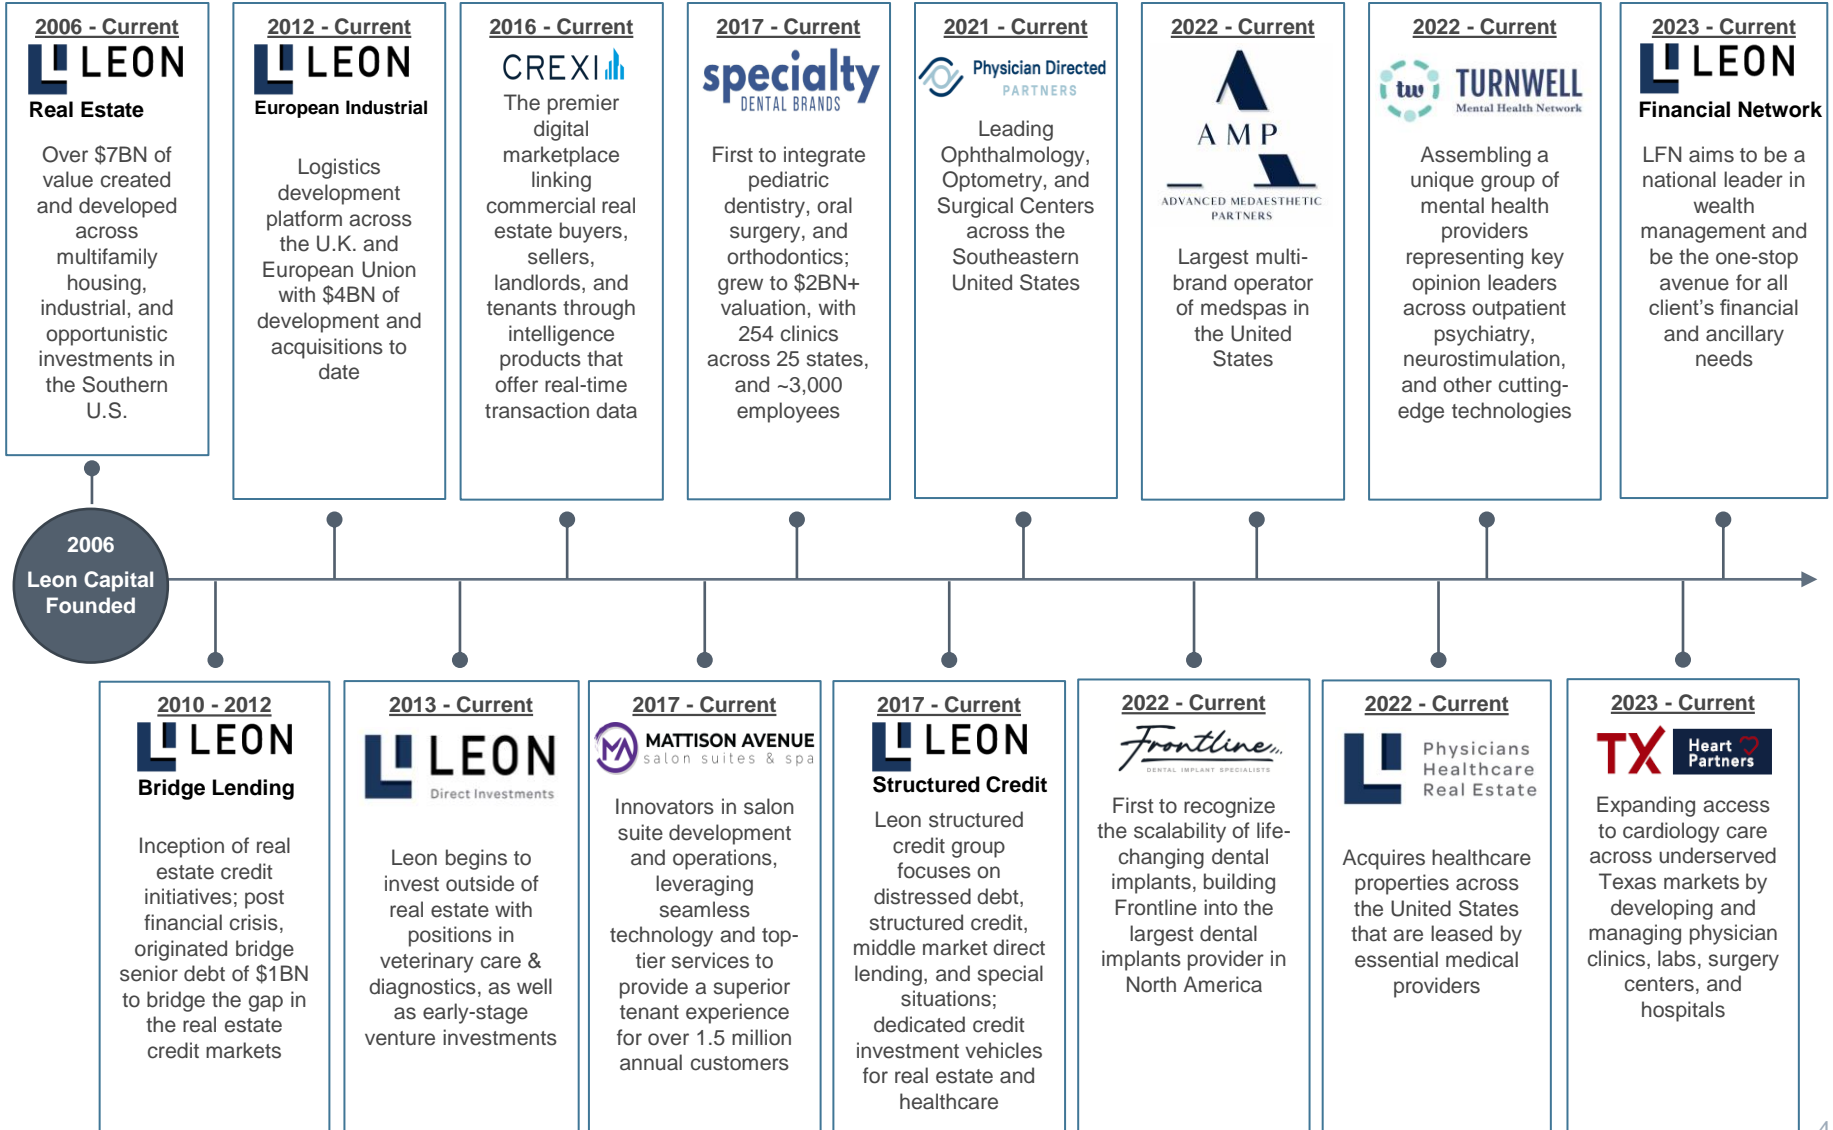 2006 - Current
LEON
Real Estate
Over $7BN of
value created
and developed
across
multifamily
housing,
industrial, and
opportunistic
investments in
the Southern
U.S.
2012 - Current
LEON
European Industrial
Logistics
development
platform across
the U.K. and
European Union
with $4BN of
development and
acquisitions to
date
2016 - Current
CREXI
The premier
digital
marketplace
linking
commercial real
estate buyers,
sellers,
landlords, and
tenants through
intelligence
products that
offer real-time
transaction data
2017 - Current
specialty
DENTAL BRANDS
First to integrate
pediatric
dentistry, oral
surgery, and
orthodontics;
grew to $2BN+
valuation, with
254 clinics
across 25 states,
and ~3,000
employees
2021 - Current
Physician Directed
PARTNERS
Leading
Ophthalmology,
Optometry, and
Surgical Centers
across the
Southeastern
United States
2022 - Current
AMP
ADVANCED MEDAESTHETIC
PARTNERS
Largest multi-
brand operator
of medspas in
the United
States
2022 - Current
tw
TURNWELL
Mental Health Network
Assembling a
unique group of
mental health
providers
representing key
opinion leaders
across outpatient
psychiatry,
neurostimulation,
and other cutting-
edge technologies
2023 - Current
LEON
Financial Network
LFN aims to be a
national leader in
wealth
management and
be the one-stop
avenue for all
client's financial
and ancillary
needs
2006
Leon Capital
Founded
2010 - 2012
LEON
Bridge Lending
Inception of real
estate credit
initiatives; post
financial crisis,
originated bridge
senior debt of $1BN
to bridge the gap in
the real estate
credit markets
2013 - Current
LEON
Direct Investments
Leon begins to
invest outside of
real estate with
positions in
veterinary care &
diagnostics, as well
as early-stage
venture investments
2017 - Current
MA
MATTISON AVENUE
salon suites & spa
Innovators in salon
suite development
and operations,
leveraging
seamless
technology and top-
tier services to
provide a superior
tenant experience
for over 1.5 million
annual customers
2017 - Current
LEON
Structured Credit
Leon structured
credit group
focuses on
distressed debt,
structured credit,
middle market direct
lending, and special
situations;
dedicated credit
investment vehicles
for real estate and
healthcare
2022 - Current
Frontline
DENTAL IMPLANT SPECIALISTS
First to recognize
the scalability of life-
changing dental
implants, building
Frontline into the
largest dental
implants provider in
North America
2022 - Current
Physicians
Healthcare
Real Estate
Acquires healthcare
properties across
the United States
that are leased by
essential medical
providers
2023 - Current
TX
Heart
Partners
Expanding access
to cardiology care
across underserved
Texas markets by
developing and
managing physician
clinics, labs, surgery
centers, and
hospitals
4